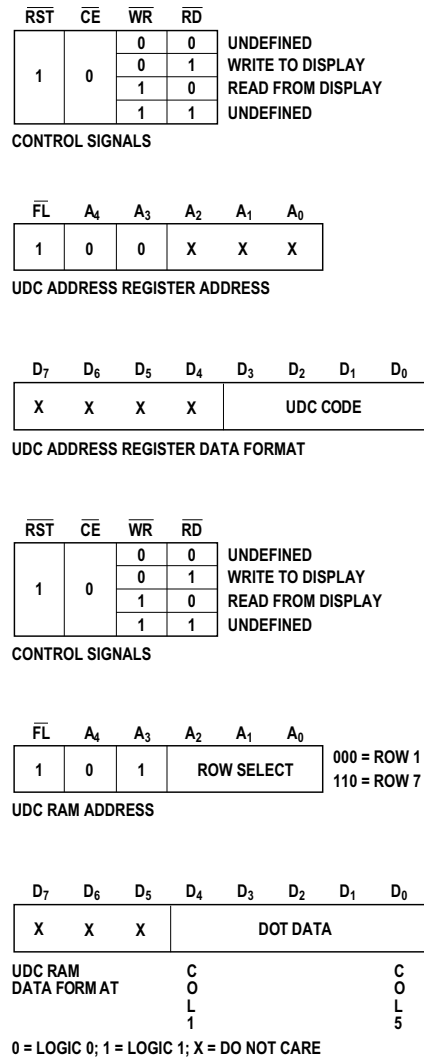 RST CE WR RD
0 0 UNDEFINED
0 1 WRITE TO DISPLAY
1 0
1 0 READ FROM DISPLAY
1 1 UNDEFINED
CONTROL SIGNALS
FL A4 A3 A2 A1 A0
1 0 0 X X X
UDC ADDRESS REGISTER ADDRESS
D7 D6 D5 D4 D3 D2 D1 D0
X X X X UDC CODE
UDC ADDRESS REGISTER DATA FORMAT
RST CE WR RD
0 0 UNDEFINED
0 1 WRITE TO DISPLAY
1 0
1 0 READ FROM DISPLAY
1 1 UNDEFINED
CONTROL SIGNALS
FL A4 A3 A2 A1 A0
1 0 1 ROW SELECT
000 = ROW 1
110 = ROW 7
UDC RAM ADDRESS
D7 D6 D5 D4 D3 D2 D1 D0
X X X DOT DATA
UDC RAM
DATA FORMAT
C O L 1
C O L 5
0 = LOGIC 0; 1 = LOGIC 1; X = DO NOT CARE